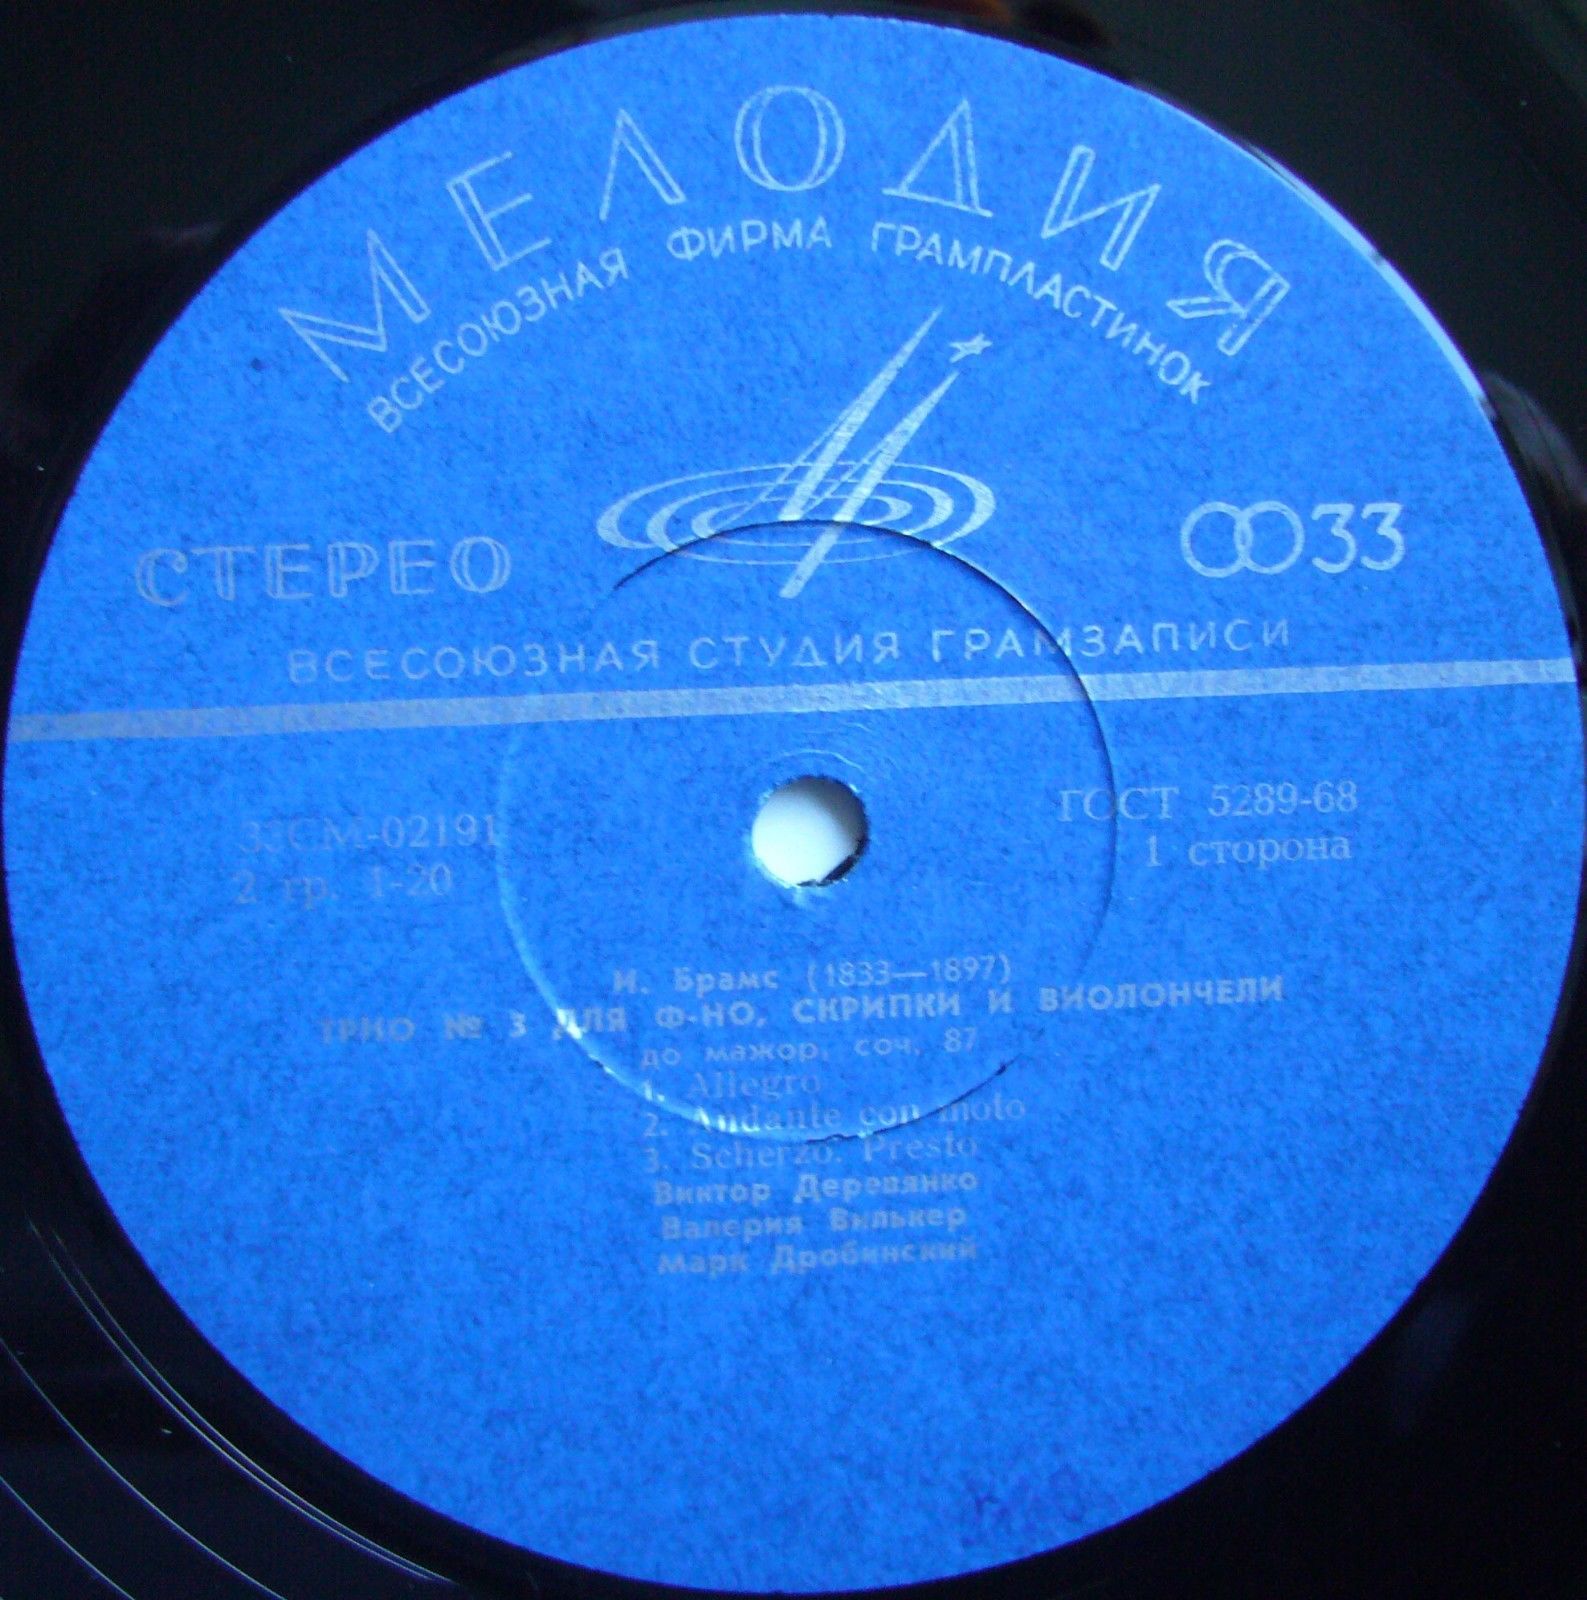 МЕЛОДИЯ
ВСЕСОЮЗНАЯ ФИРМА ГРАМПЛАСТИНОК
СТЕРЕО
33
ВСЕСОЮЗНАЯ СТУДИЯ ГРАМЗАПИСИ
33СМ-02191
2 гр. 1-20
ГОСТ 5289-68
1 сторона
И. Брамс (1833—1897)
ТРИО № 3 ДЛЯ Ф-НО, СКРИПКИ И ВИОЛОНЧЕЛИ
до мажор, соч. 87
1. Allegro
2. Andante con moto
3. Scherzo. Presto
Виктор Деревянко
Валерия Вилькер
Марк Дробинский